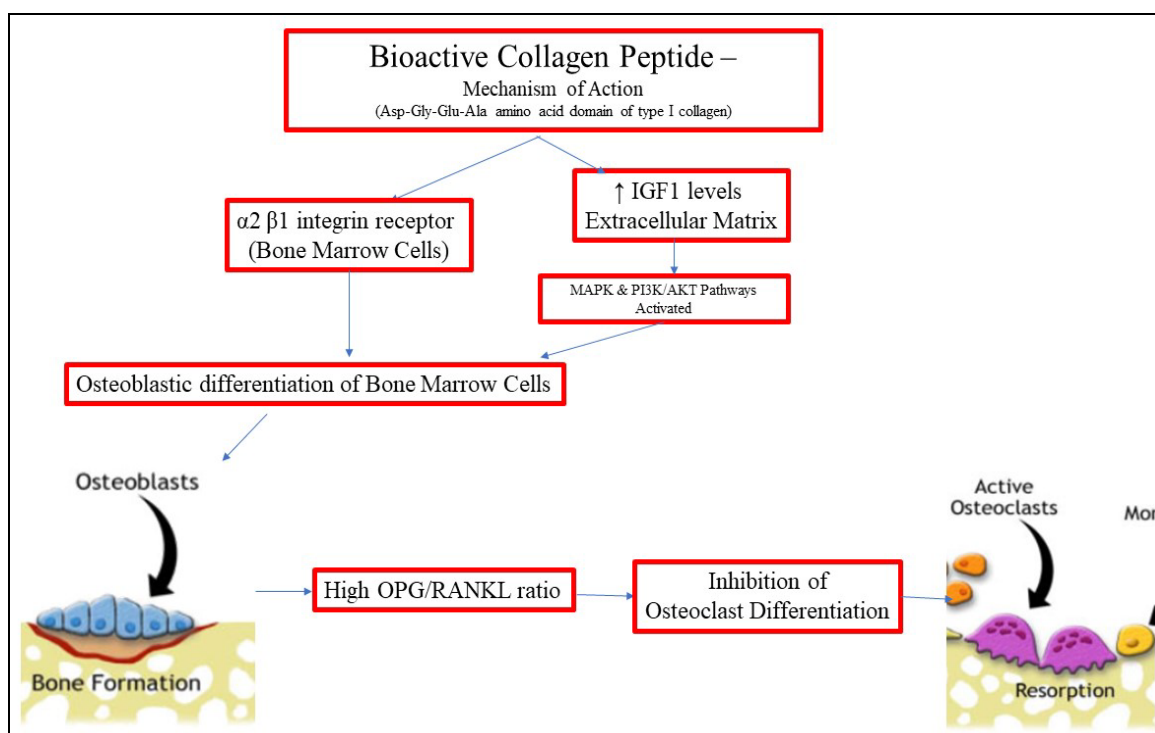 Bioactive Collagen Peptide –
Mechanism of Action
(Asp-Gly-Glu-Ala amino acid domain of type I collagen)
α2 β1 integrin receptor
(Bone Marrow Cells)
↑ IGF1 levels
Extracellular Matrix
MAPK & PI3K/AKT Pathways
Activated
Osteoblastic differentiation of Bone Marrow Cells
Osteoblasts
Bone Formation
High OPG/RANKL ratio
Inhibition of
Osteoclast Differentiation
Active
Osteoclasts
Mor
Resorption